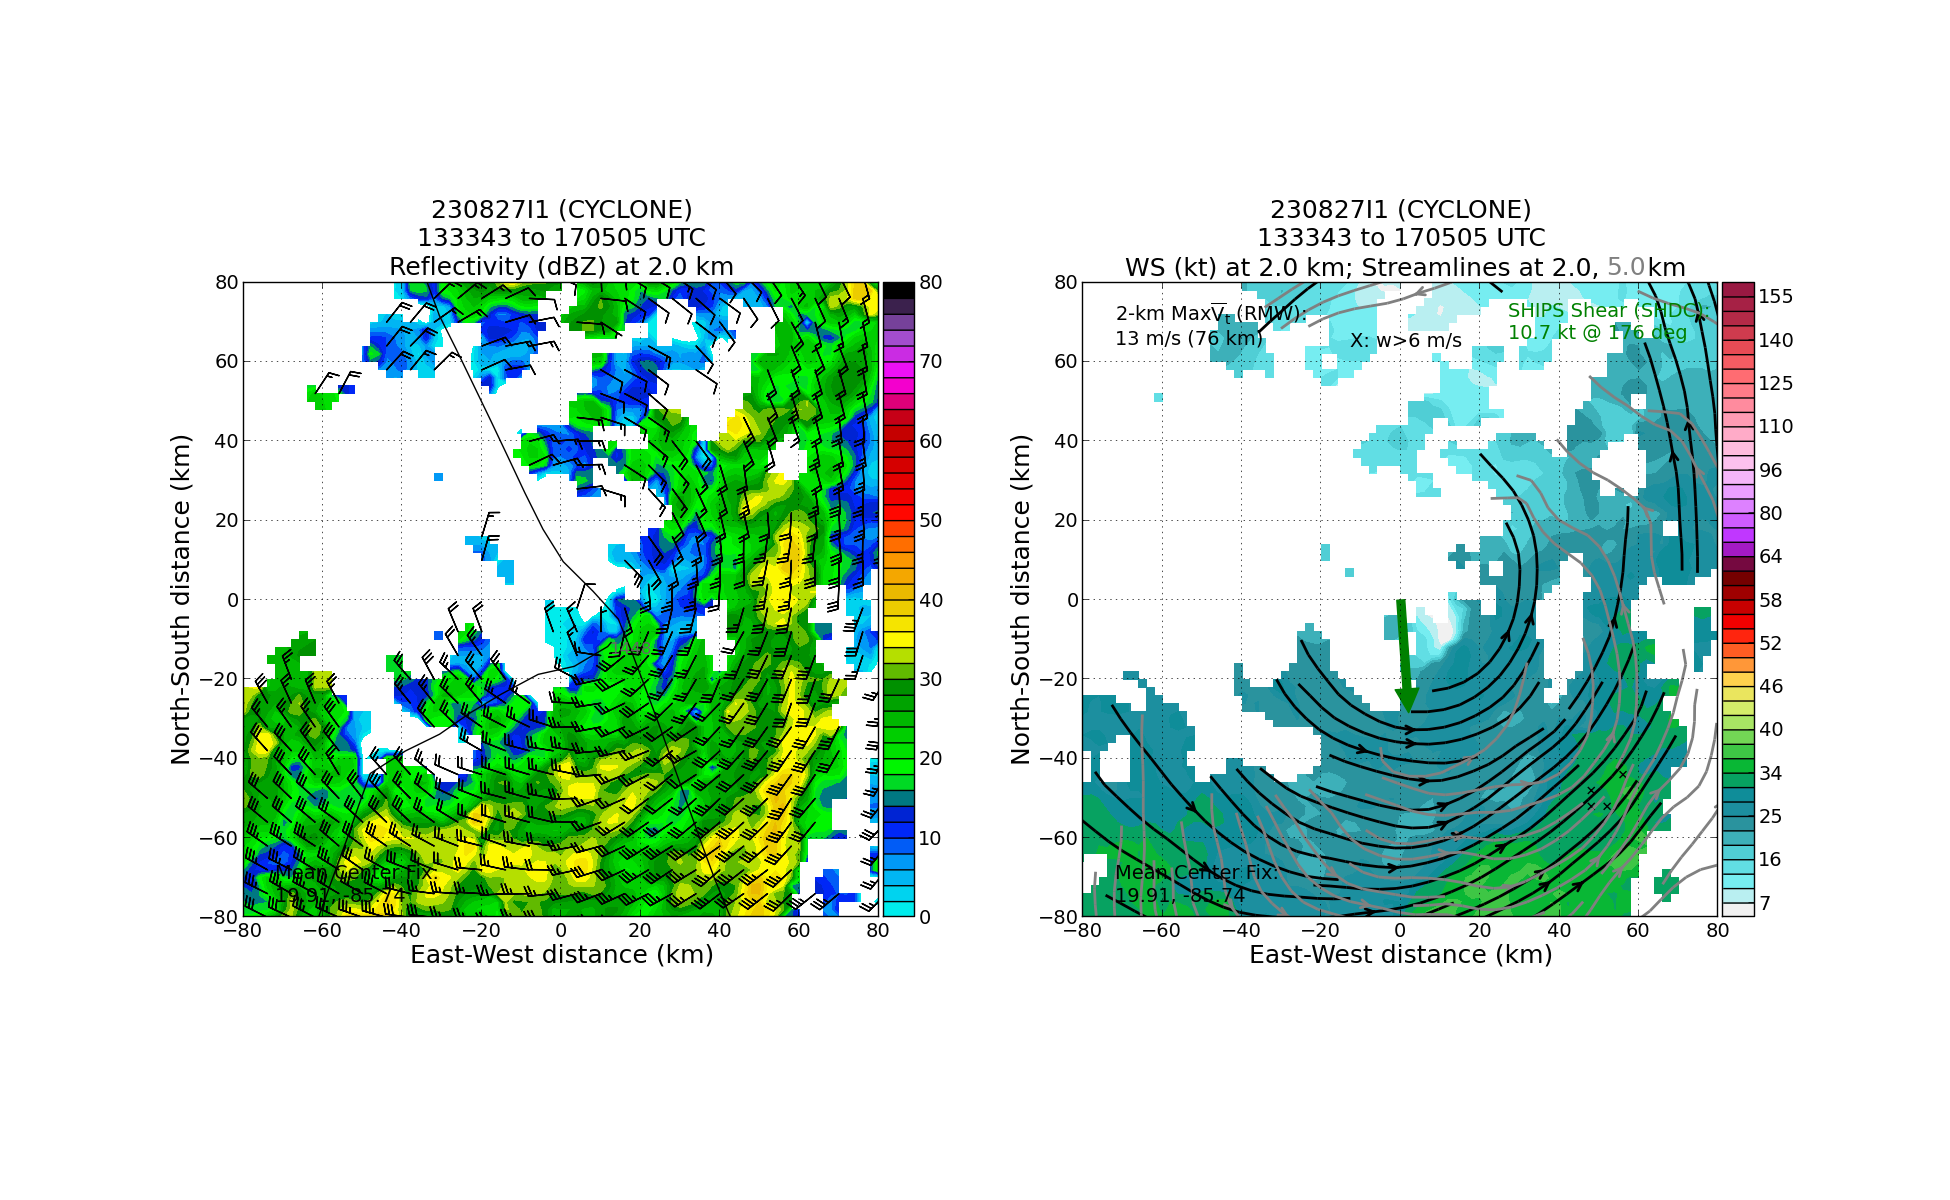 230827I1 (CYCLONE)
133343 to 170505 UTC
Reflectivity (dBZ) at 2.0 km
80
60
40
20
0
−20
−40
−60
−80
−80 −60 −40 −20 0 20 40 60 80
North-South distance (km)
East-West distance (km)
Mean Center Fix:
19.91, -85.74
80
70
60
50
40
30
20
10
0
230827I1 (CYCLONE)
133343 to 170505 UTC
WS (kt) at 2.0 km; Streamlines at 2.0, 5.0 km
2-km Max V̅t (RMW):
13 m/s (76 km)
X: w>6 m/s
SHIPS Shear (SHDC):
10.7 kt @ 176 deg
80
60
40
20
0
−20
−40
−60
−80
−80 −60 −40 −20 0 20 40 60 80
North-South distance (km)
East-West distance (km)
Mean Center Fix:
19.91, -85.74
155
140
125
110
96
80
64
58
52
46
40
34
25
16
7